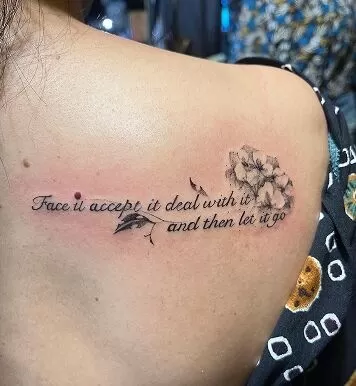 Face it accept it deal with it
and then let it go